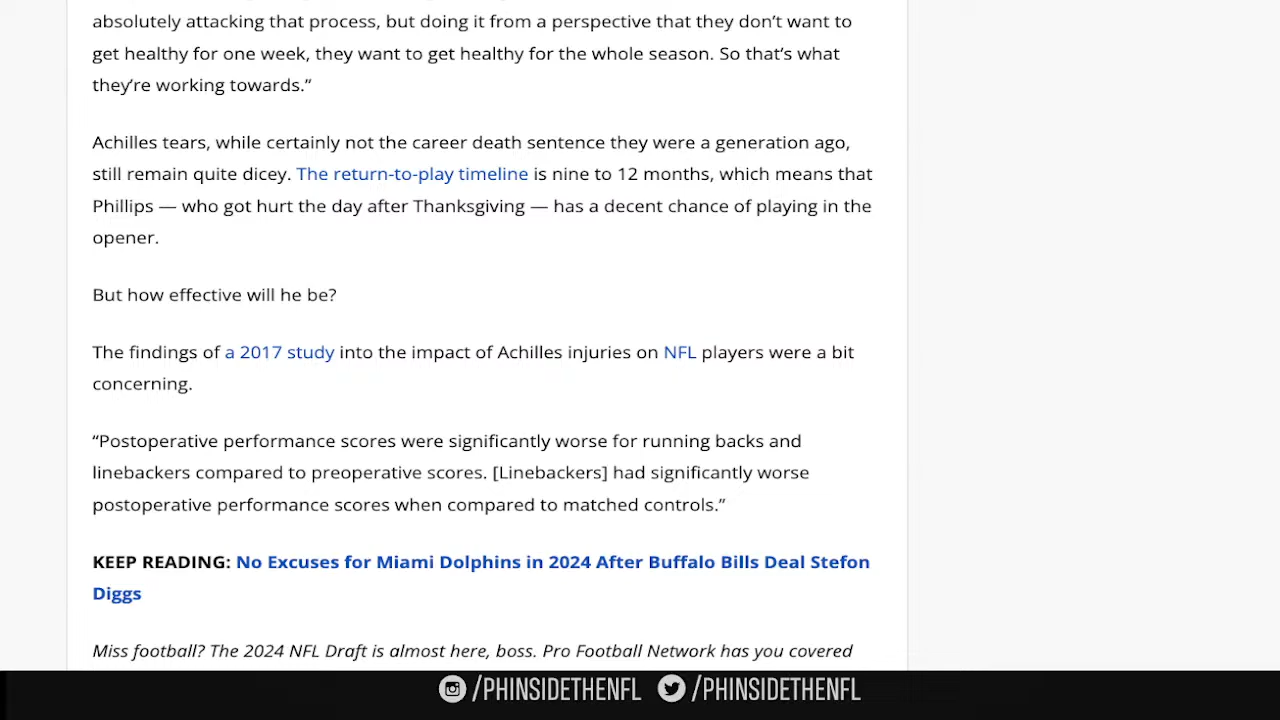 absolutely attacking that process, but doing it from a perspective that they don’t want to
get healthy for one week, they want to get healthy for the whole season. So that’s what
they’re working towards.”
Achilles tears, while certainly not the career death sentence they were a generation ago,
still remain quite dicey. The return-to-play timeline is nine to 12 months, which means that
Phillips — who got hurt the day after Thanksgiving — has a decent chance of playing in the
opener.
But how effective will he be?
The findings of a 2017 study into the impact of Achilles injuries on NFL players were a bit
concerning.
“Postoperative performance scores were significantly worse for running backs and
linebackers compared to preoperative scores. [Linebackers] had significantly worse
postoperative performance scores when compared to matched controls.”
KEEP READING: No Excuses for Miami Dolphins in 2024 After Buffalo Bills Deal Stefon
Diggs
Miss football? The 2024 NFL Draft is almost here, boss. Pro Football Network has you covered
/PHINSIDETHENFL /PHINSIDETHENFL